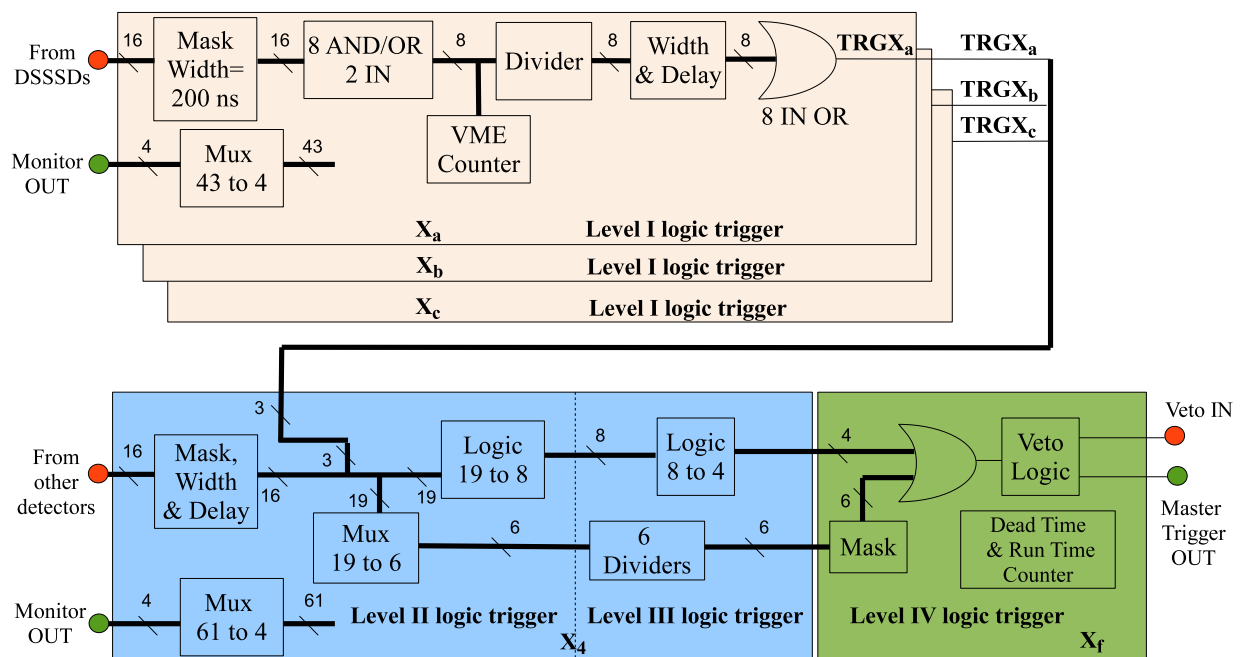 From
DSSSDs
16
Mask
Width=
200 ns
16
8 AND/OR
2 IN
8
Divider
8
Width
& Delay
8
8 IN OR
TRGXa
TRGXa
TRGXb
TRGXc
VME
Counter
Monitor
OUT
4
Mux
43 to 4
43
Xa
Level I logic trigger
Xb
Level I logic trigger
Xc
Level I logic trigger
3
3
From
other
detectors
16
Mask,
Width
& Delay
16
19
19
Logic
19 to 8
8
Logic
8 to 4
4
Mux
19 to 6
6
6
Dividers
6
Mask
6
Veto
Logic
Veto IN
Master
Trigger
OUT
Dead Time
& Run Time
Counter
Monitor
OUT
4
Mux
61 to 4
61
Level II logic trigger
Level III logic trigger
Level IV logic trigger
X4
Xf